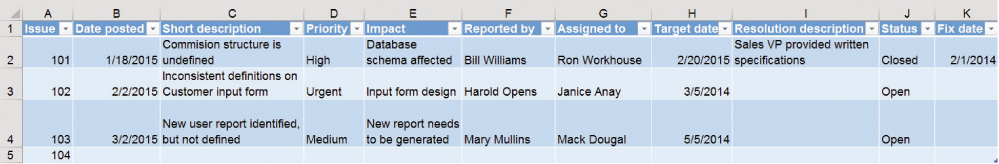 A B C D E F G H I J K
1 Issue Date posted Short description Priority Impact Reported by Assigned to Target date Resolution description Status Fix date
Commision structure is Database Sales VP provided written
2 101 1/18/2015 undefined High schema affected Bill Williams Ron Workhouse 2/20/2015 specifications Closed 2/1/2014
Inconsistent definitions on
3 102 2/2/2015 Customer input form Urgent Input form design Harold Opens Janice Anay 3/5/2014 Open
New user report identified, New report needs
4 103 3/2/2015 but not defined Medium to be generated Mary Mullins Mack Dougal 5/5/2014 Open
5 104